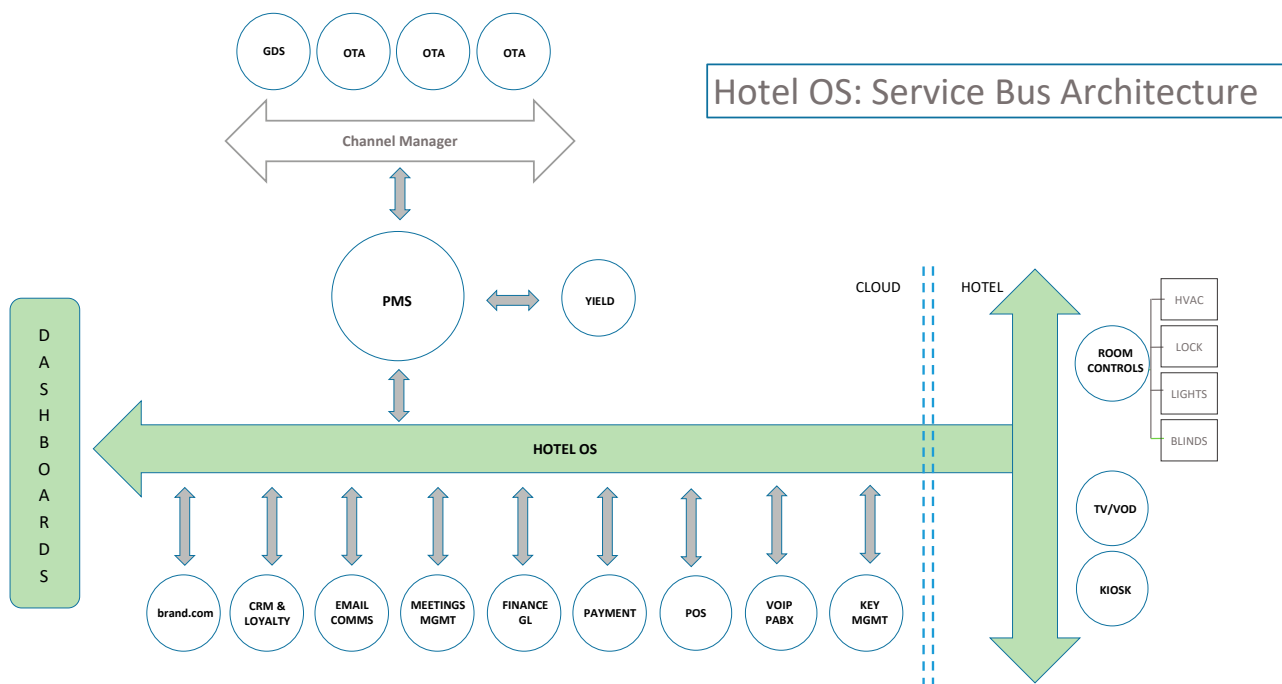 GDS
OTA
OTA
OTA
Hotel OS: Service Bus Architecture
Channel Manager
PMS
YIELD
CLOUD
HOTEL
HVAC
ROOM
CONTROLS
LOCK
LIGHTS
BLINDS
D
A
S
H
B
O
A
R
D
S
HOTEL OS
TV/VOD
KIOSK
brand.com
CRM &
LOYALTY
EMAIL
COMMS
MEETINGS
MGMT
FINANCE
GL
PAYMENT
POS
VOIP
PABX
KEY
MGMT